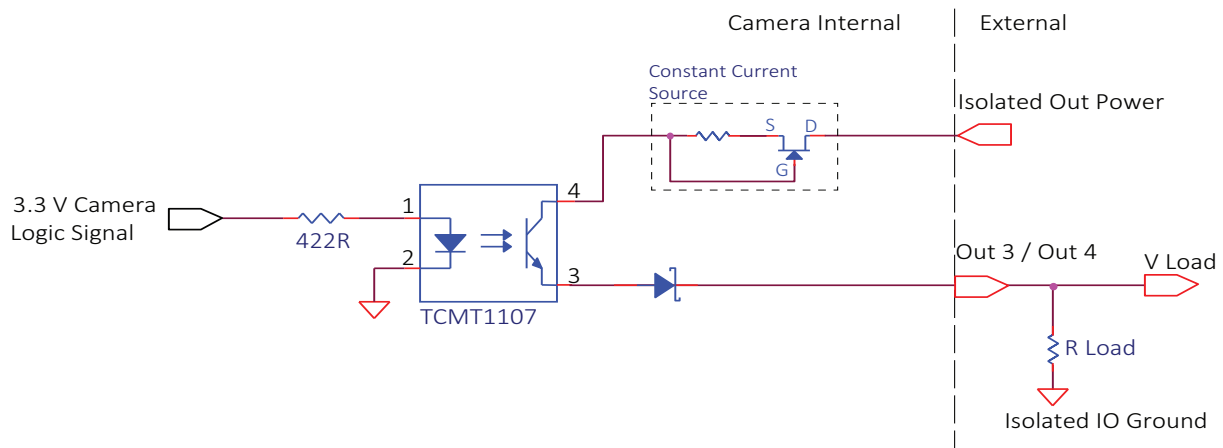 Camera Internal
External
Constant Current
Source
Isolated Out Power
S
D
G
4
3.3 V Camera
Logic Signal
1
422R
2
3
TCMT1107
Out 3 / Out 4
V Load
R Load
Isolated IO Ground